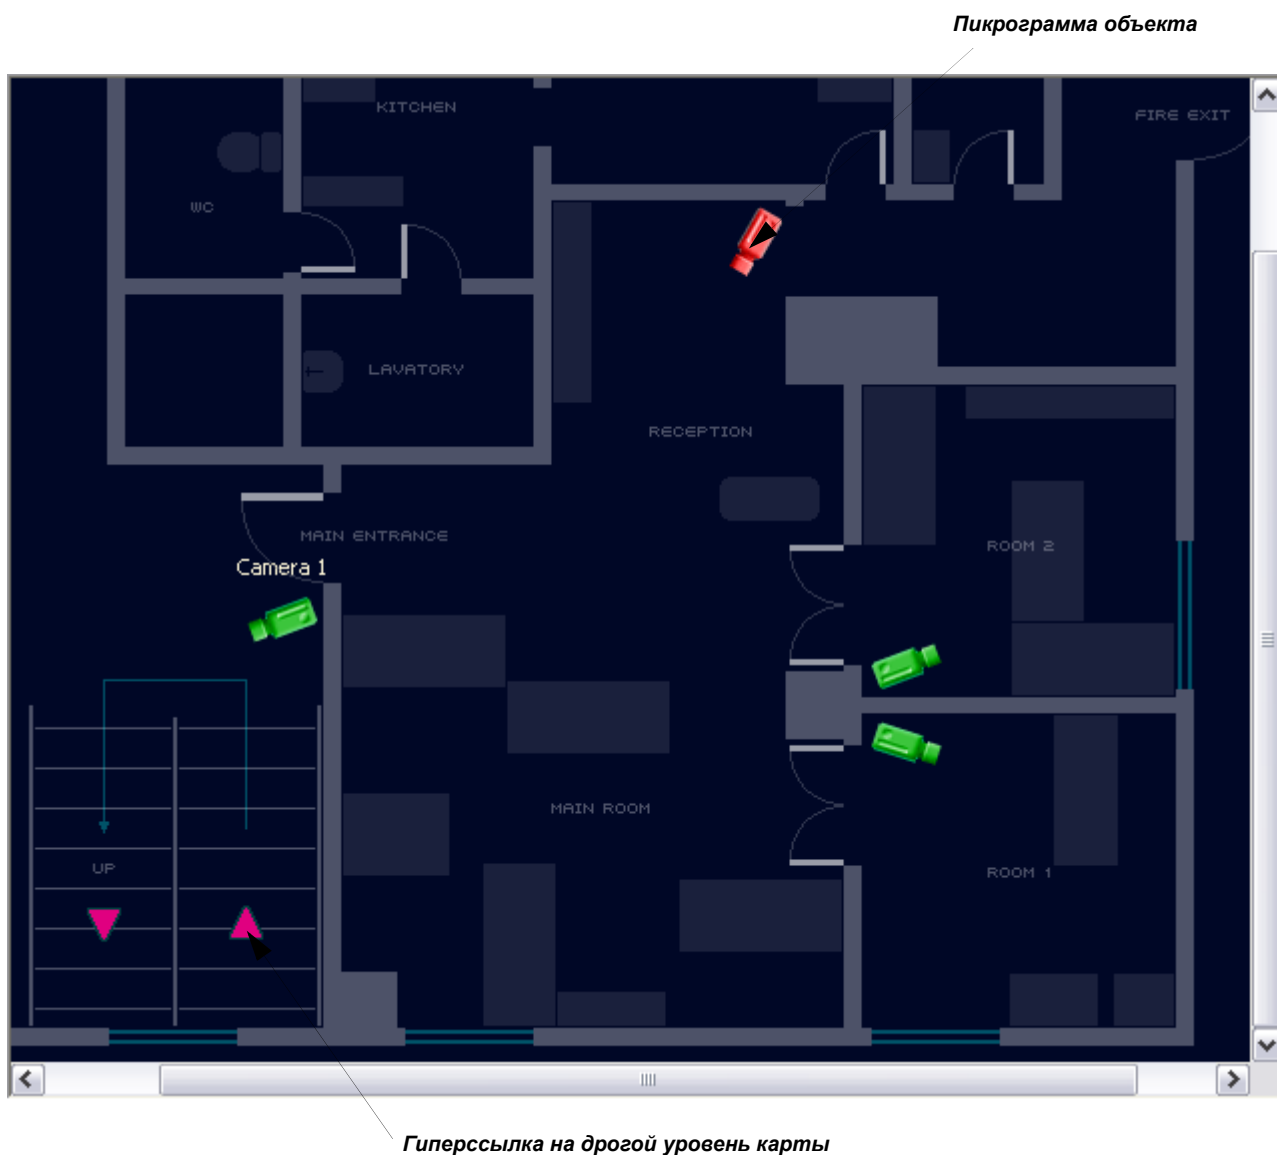 Пикрограмма объекта
KITCHEN
FIRE EXIT
WC
LAVATORY
RECEPTION
MAIN ENTRANCE
ROOM 2
Camera 1
MAIN ROOM
UP
ROOM 1
Гиперссылка на дрогой уровень карты